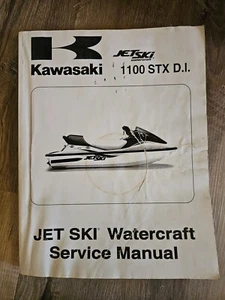 JET SKI
Kawasaki 1100 STX D.I.
JET SKI
JET SKI® Watercraft
Service Manual